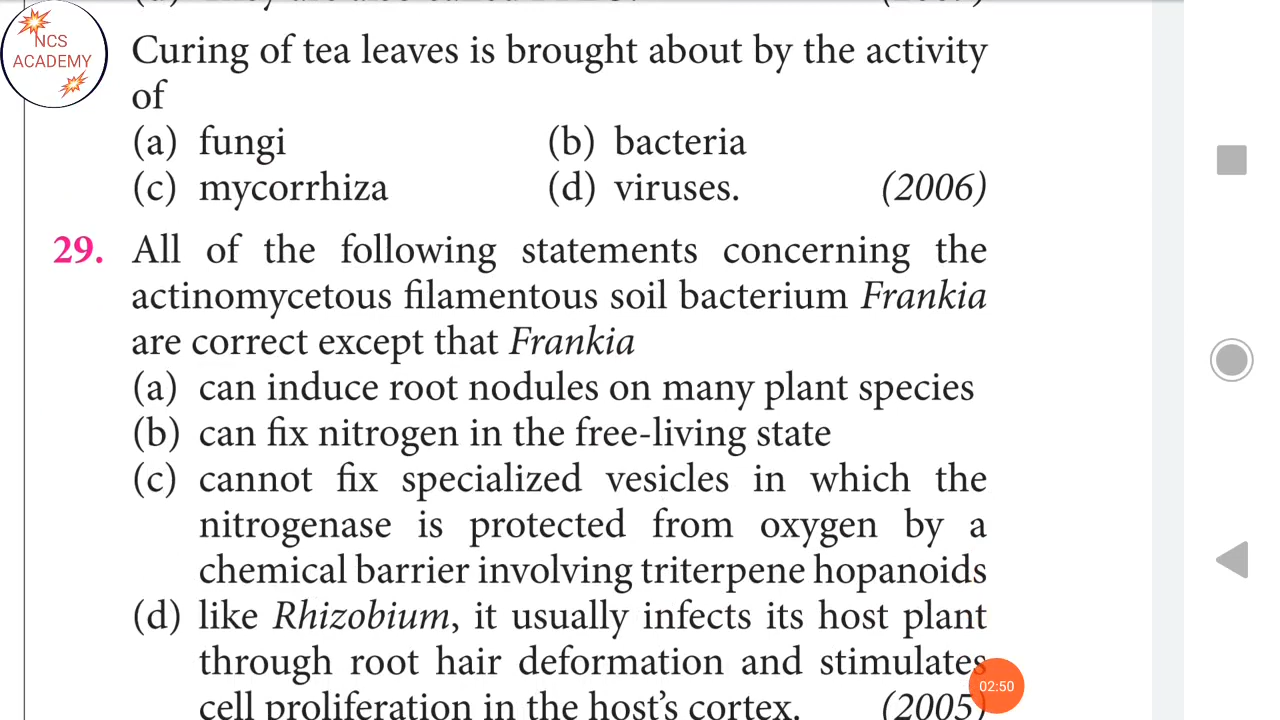 NCS
ACADEMY
Curing of tea leaves is brought about by the activity
of
(a) fungi (b) bacteria
(c) mycorrhiza (d) viruses. (2006)
29. All of the following statements concerning the
actinomycetous filamentous soil bacterium Frankia
are correct except that Frankia
(a) can induce root nodules on many plant species
(b) can fix nitrogen in the free-living state
(c) cannot fix specialized vesicles in which the
nitrogenase is protected from oxygen by a
chemical barrier involving triterpene hopanoids
(d) like Rhizobium, it usually infects its host plant
through root hair deformation and stimulates
cell proliferation in the host's cortex. (2005)
02:50